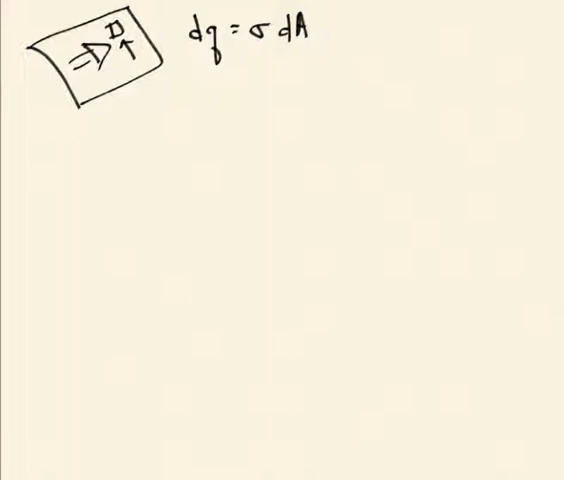 dq = σ dA